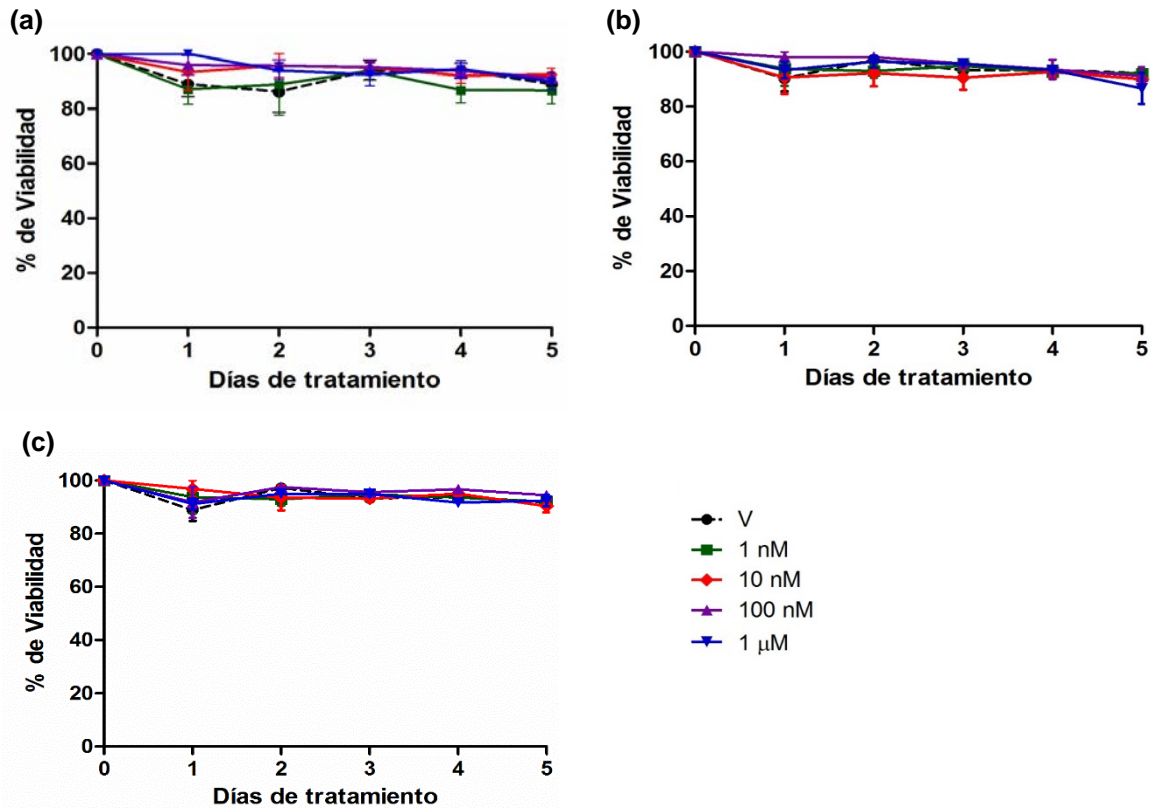 (a)
100
80
60
40
20
0
% de Viabilidad
0 1 2 3 4 5
Días de tratamiento
(b)
100
80
60
40
20
0
% de Viabilidad
0 1 2 3 4 5
Días de tratamiento
(c)
100
80
60
40
20
0
% de Viabilidad
0 1 2 3 4 5
Días de tratamiento
V
1 nM
10 nM
100 nM
1 μM